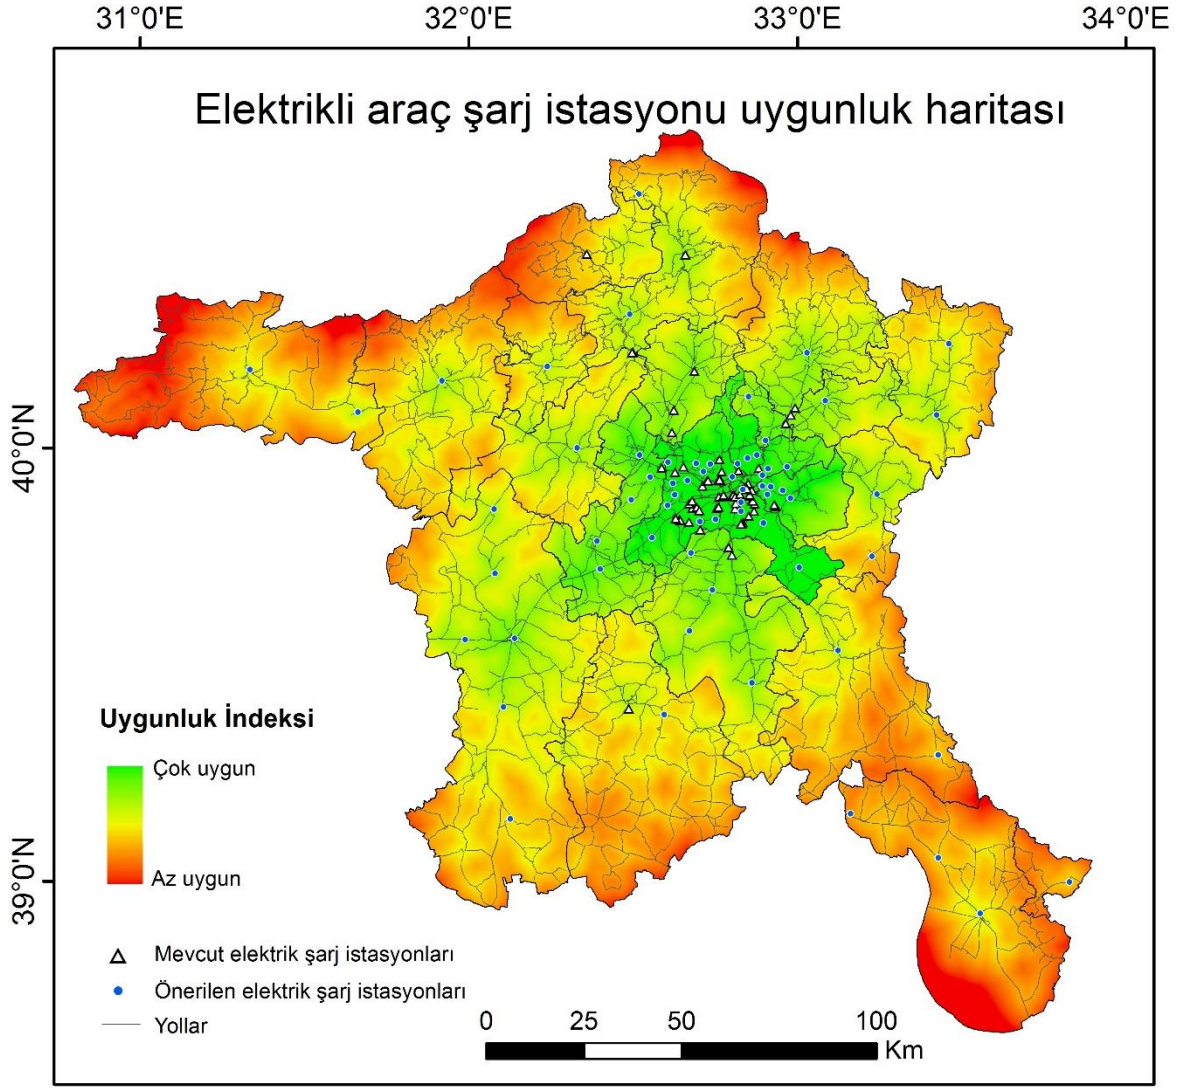 31°0'E 32°0'E 33°0'E 34°0'E
Elektrikli araç şarj istasyonu uygunluk haritası
40°0'N
39°0'N
Uygunluk İndeksi
Çok uygun
Az uygun
Mevcut elektrik şarj istasyonları
Önerilen elektrik şarj istasyonları
Yollar
0 25 50 100
Km